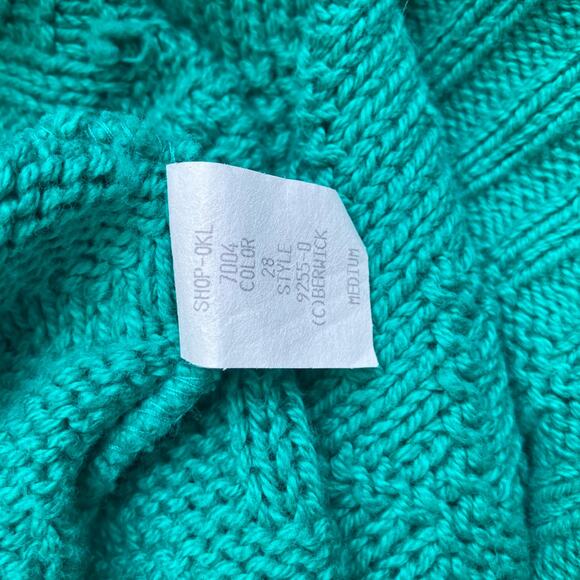 SHOP-OKL
7004
COLOR
28
STYLE
9255-0
(C)BERWICK
MEDIUM